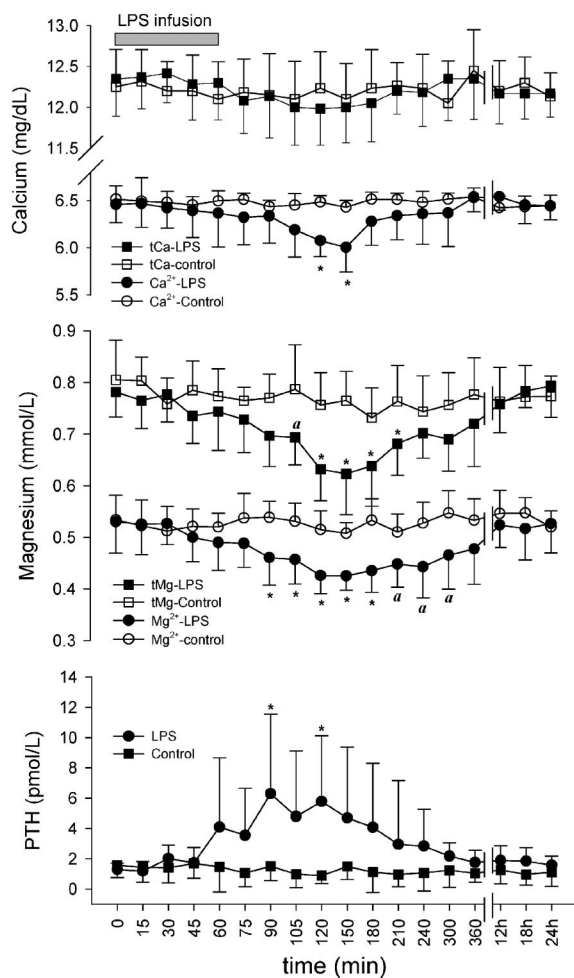 LPS infusion
13.0
12.5
12.0
11.5
6.5
6.0
5.5
Calcium (mg/dL)
tCa-LPS
tCa-control
Ca²⁺-LPS
Ca²⁺-Control
* *
0.9
0.8
0.7
0.6
0.5
0.4
0.3
Magnesium (mmol/L)
a * * * *
* * * * * a a a
tMg-LPS
tMg-Control
Mg²⁺-LPS
Mg²⁺-control
16
14
12
10
8
6
4
2
0
PTH (pmol/L)
* *
LPS
Control
0 15 30 45 60 75 90 105 120 150 180 210 240 300 360 12h 18h 24h
time (min)